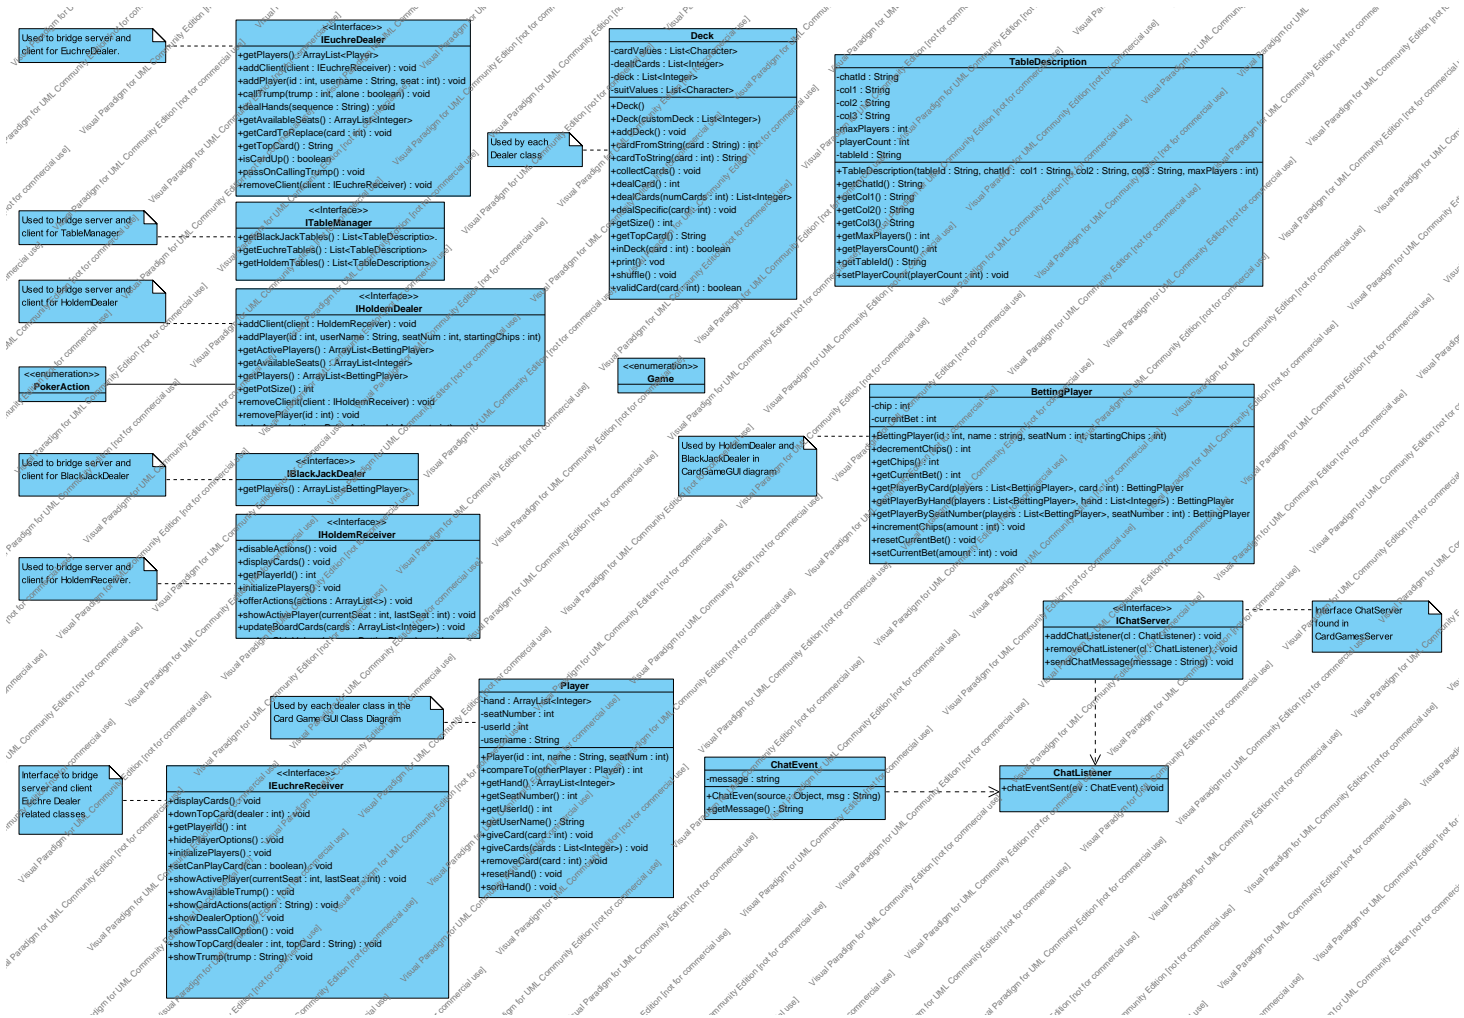 Used to bridge server and
client for EuchreDealer.
<<Interface>>
IEuchreDealer
+getPlayers() : ArrayList<Player>
+addClient(client : IEuchreReceiver) : void
+addPlayer(id : int, username : String, seat : int) : void
+callTrump(trump : int, alone : boolean) : void
+dealHands(sequence : String) : void
+getAvailableSeats() : ArrayList<Integer>
+getCardToReplace(card : int) : void
+getTopCard() : String
+isCardUp() : boolean
+passOnCallingTrump() : void
+removeClient(client : IEuchreReceiver) : void
Used to bridge server and
client for TableManager
<<Interface>>
ITableManager
+getBlackJackTables() : List<TableDescriptio>.
+getEuchreTables() : List<TableDescription>
+getHoldemTables() : List<TableDescription>
Used to bridge server and
client for HoldemDealer
<<Interface>>
IHoldemDealer
+addClient(client : HoldemReceiver) : void
+addPlayer(id : int, userName : String, seatNum : int, startingChips : int)
+getActivePlayers() : ArrayList<BettingPlayer>
+getAvailableSeats() : ArrayList<Integer>
+getPlayers() : ArrayList<BettingPlayer>
+getPotSize() : int
+removeClient(client : IHoldemReceiver) : void
+removePlayer(id : int) : void
<<enumeration>>
PokerAction
Used to bridge server and
client for BlackJackDealer
<<Interface>>
IBlackJackDealer
+getPlayers() : ArrayList<BettingPlayer>
Used to bridge server and
client for HoldemReceiver.
<<Interface>>
IHoldemReceiver
+disableActions() : void
+displayCards() : void
+getPlayerId() : int
+initializePlayers() : void
+offerActions(actions : ArrayList<>) : void
+showActivePlayer(currentSeat : int, lastSeat : int) : void
+updateBoardCards(cards : ArrayList<Integer>) : void
Used by each
Dealer class
Deck
-cardValues : List<Character>
-dealtCards : List<Integer>
-deck : List<Integer>
-suitValues : List<Character>
+Deck()
+Deck(customDeck : List<Integer>)
+addDeck() : void
+cardFromString(card : String) : int
+cardToString(card : int) : String
+collectCards() : void
+dealCard() : int
+dealCards(numCards : int) : List<Integer>
+dealSpecific(card : int) : void
+getSize() : int
+getTopCard() : String
+inDeck(card : int) : boolean
+print() : vod
+shuffle() : void
+validCard(card : int) : boolean
TableDescription
-chatId : String
-col1 : String
-col2 : String
-col3 : String
-maxPlayers : int
-playerCount : int
-tableId : String
+TableDescription(tableId : String, chatId : col1 : String, col2 : String, col3 : String, maxPlayers : int)
+getChatId() : String
+getCol1() : String
+getCol2() : String
+getCol3() : String
+getMaxPlayers() : int
+getPlayersCount() : int
+getTableId() : String
+setPlayerCount(playerCount : int) : void
<<enumeration>>
Game
Used by HoldemDealer and
BlackJackDealer in
CardGameGUI diagram
BettingPlayer
-chip : int
-currentBet : int
+BettingPlayer(id : int, name : string, seatNum : int, startingChips : int)
+decrementChips() : int
+getChips() : int
+getCurrentBet() : int
+getPlayerByCard(players : List<BettingPlayer>, card : int) : BettingPlayer
+getPlayerByHand(players : List<BettingPlayer>, hand : List<Integer>) : BettingPlayer
+getPlayerBySeatNumber(players : List<BettingPlayer>, seatNumber : int) : BettingPlayer
+incrementChips(amount : int) : void
+resetCurrentBet() : void
+setCurrentBet(amount : int) : void
<<Interface>>
IChatServer
+addChatListener(cl : ChatListener) : void
+removeChatListener(cl : ChatListener) : void
+sendChatMessage(message : String) : void
Interface ChatServer
found in
CardGamesServer
Used by each dealer class in the
Card Game GUI Class Diagram
Player
-hand : ArrayList<Integer>
-seatNumber : int
-userId : int
-username : String
+Player(id : int, name : String, seatNum : int)
+compareTo(otherPlayer : Player) : int
+getHand() : ArrayList<Integer>
+getSeatNumber() : int
+getUserId() : int
+getUserName() : String
+giveCard(card : int) : void
+giveCards(cards : List<Integer>) : void
+removeCard(card : int) : void
+resetHand() : void
+sortHand() : void
ChatEvent
-message : string
+ChatEven(source : Object, msg : String)
+getMessage() : String
ChatListener
+chatEventSent(ev : ChatEvent) : void
Interface to bridge
server and client
Euchre Dealer
related classes.
<<Interface>>
IEuchreReceiver
+displayCards() : void
+downTopCard(dealer : int) : void
+getPlayerId() : int
+hidePlayerOptions() : void
+initializePlayers() : void
+setCanPlayCard(can : boolean) : void
+showActivePlayer(currentSeat : int, lastSeat : int) : void
+showAvailableTrump() : void
+showCardActions(action : String) : void
+showDealerOption() : void
+showPassCallOption() : void
+showTopCard(dealer : int, topCard : String) : void
+showTrump(trump : String) : void
Visual Paradigm for UML Community Edition [not for commercial use]